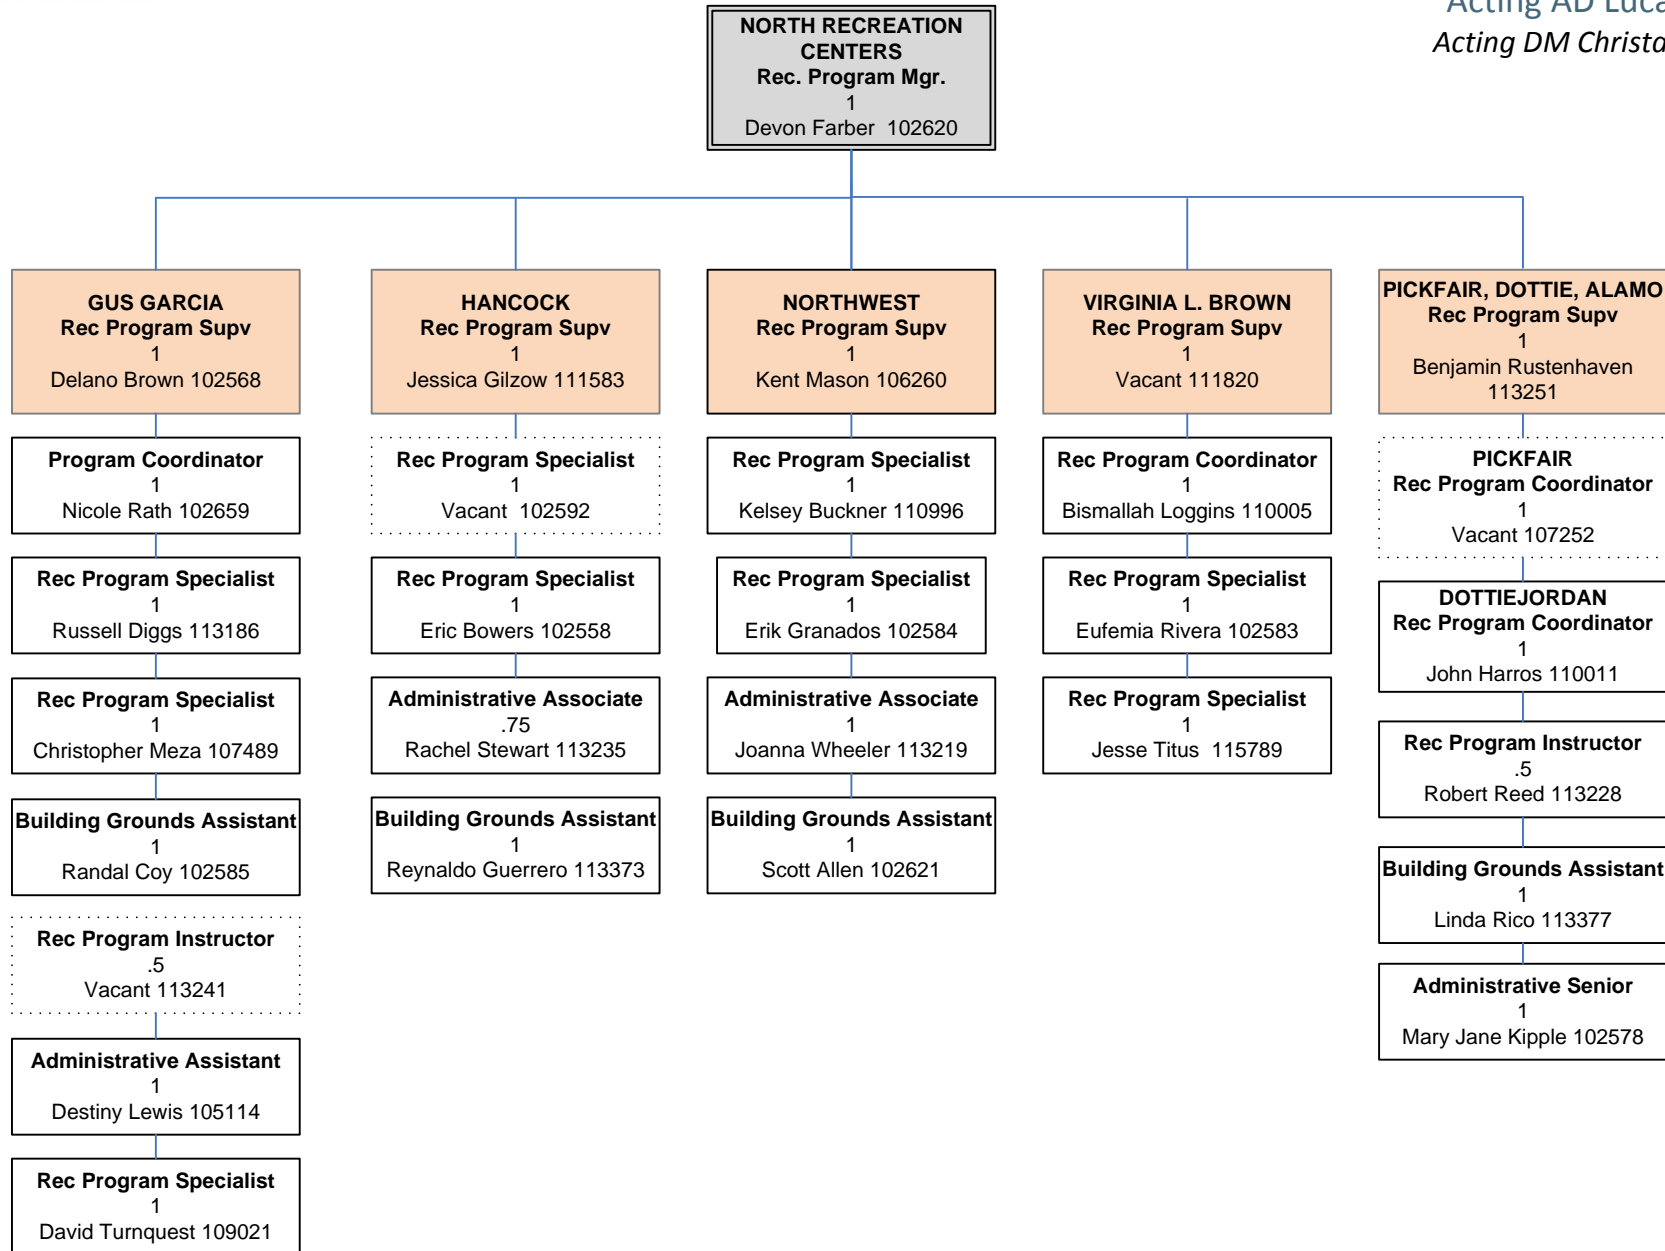 Acting AD Luca
Acting DM Christa
NORTH RECREATION
CENTERS
Rec. Program Mgr.
1
Devon Farber 102620
GUS GARCIA
Rec Program Supv
1
Delano Brown 102568
Program Coordinator
1
Nicole Rath 102659
Rec Program Specialist
1
Russell Diggs 113186
Rec Program Specialist
1
Christopher Meza 107489
Building Grounds Assistant
1
Randal Coy 102585
Rec Program Instructor
.5
Vacant 113241
Administrative Assistant
1
Destiny Lewis 105114
Rec Program Specialist
1
David Turnquest 109021
HANCOCK
Rec Program Supv
1
Jessica Gilzow 111583
Rec Program Specialist
1
Vacant 102592
Rec Program Specialist
1
Eric Bowers 102558
Administrative Associate
.75
Rachel Stewart 113235
Building Grounds Assistant
1
Reynaldo Guerrero 113373
NORTHWEST
Rec Program Supv
1
Kent Mason 106260
Rec Program Specialist
1
Kelsey Buckner 110996
Rec Program Specialist
1
Erik Granados 102584
Administrative Associate
1
Joanna Wheeler 113219
Building Grounds Assistant
1
Scott Allen 102621
VIRGINIA L. BROWN
Rec Program Supv
1
Vacant 111820
Rec Program Coordinator
1
Bismallah Loggins 110005
Rec Program Specialist
1
Eufemia Rivera 102583
Rec Program Specialist
1
Jesse Titus 115789
PICKFAIR, DOTTIE, ALAMO
Rec Program Supv
1
Benjamin Rustenhaven
113251
PICKFAIR
Rec Program Coordinator
1
Vacant 107252
DOTTIEJORDAN
Rec Program Coordinator
1
John Harros 110011
Rec Program Instructor
.5
Robert Reed 113228
Building Grounds Assistant
1
Linda Rico 113377
Administrative Senior
1
Mary Jane Kipple 102578